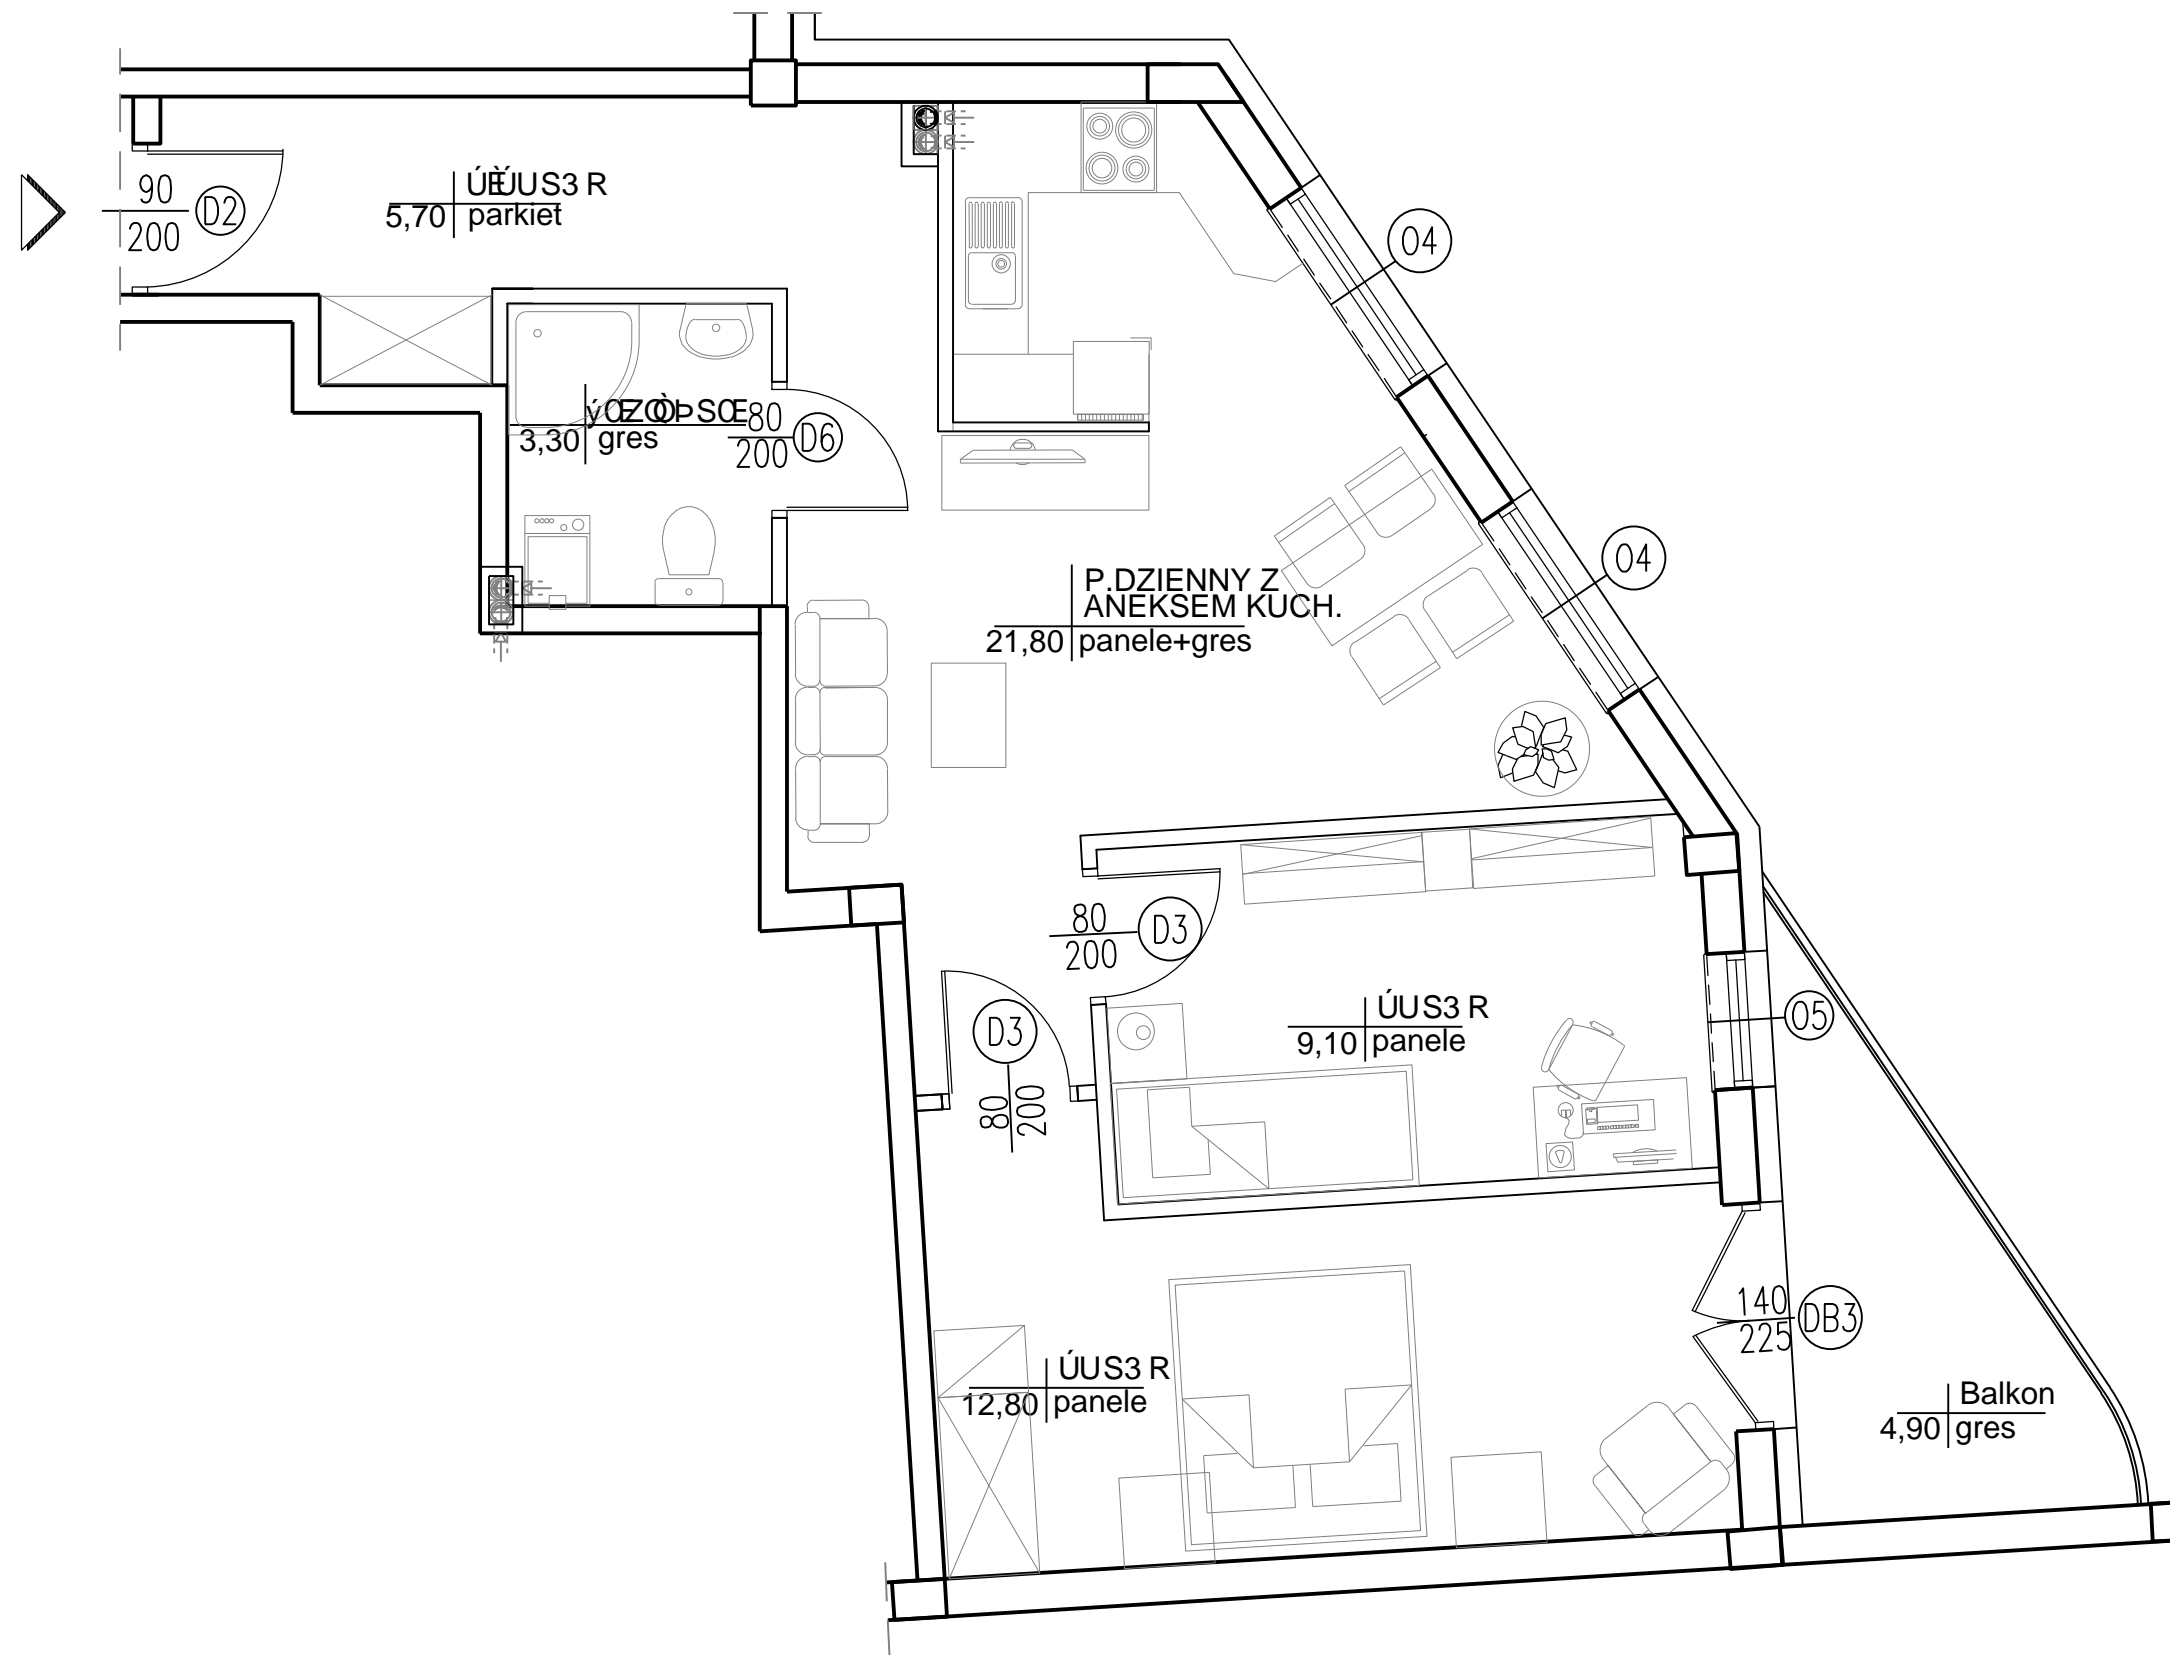 90
200
D2
ÚÈÚUS3 R
5,70 parkiet
ýOEZOÒÞSOE
3,30 gres
80
200
D6
O4
O4
P.DZIENNY Z
ANEKSEM KUCH.
21,80 panele+gres
80
200
D3
D3
80
200
ÚUS3 R
9,10 panele
O5
140
225
DB3
ÚUS3 R
12,80 panele
Balkon
4,90 gres